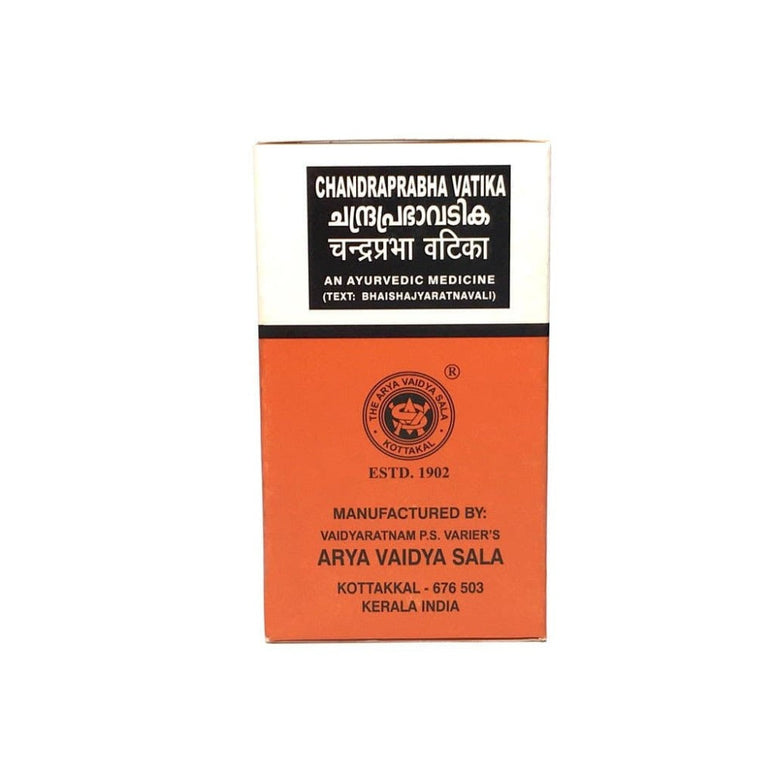 CHANDRAPRABHA VATIKA
ചന്ദ്രപ്രഭാവടിക
चन्द्रप्रभा वटिका
AN AYURVEDIC MEDICINE
(TEXT: BHAISHAJYARATNAVALI)
®
THE ARYA VAIDYA SALA
• KOTTAKAL •
ESTD. 1902
MANUFACTURED BY:
VAIDYARATNAM P.S. VARIER'S
ARYA VAIDYA SALA
KOTTAKKAL - 676 503
KERALA INDIA